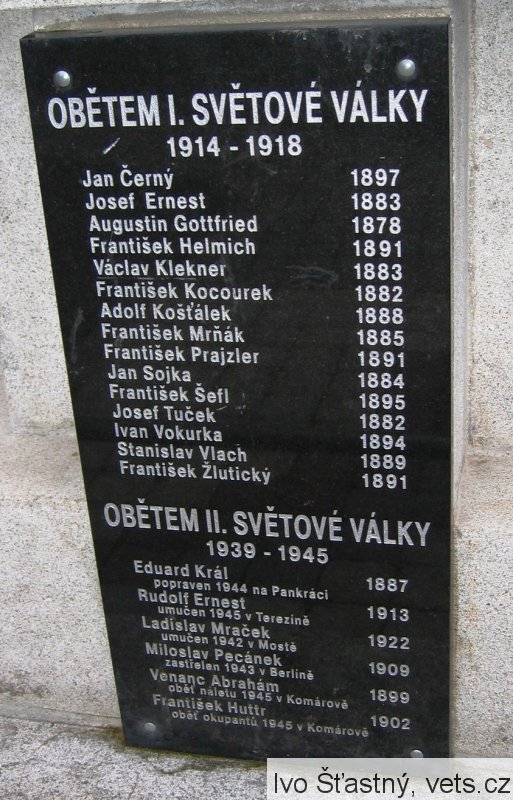 OBĚTEM I. SVĚTOVÉ VÁLKY
1914 - 1918
Jan Černý 1897
Josef Ernest 1883
Augustin Gottfried 1878
František Helmich 1891
Václav Klekner 1883
František Kocourek 1882
Adolf Košťálek 1888
František Mrňák 1885
František Prajzler 1891
Jan Sojka 1884
František Šefl 1895
Josef Tuček 1882
Ivan Vokurka 1894
Stanislav Vlach 1889
František Žlutický 1891
OBĚTEM II. SVĚTOVÉ VÁLKY
1939 - 1945
Eduard Král 1887
popraven 1944 na Pankráci
Rudolf Ernest 1913
umučen 1945 v Terezíně
Ladislav Mraček 1922
umučen 1942 v Mostě
Miloslav Pecánek 1909
zastřelen 1943 v Berlíně
Venanc Abrahám 1899
oběť náletu 1945 v Komárově
František Huttr 1902
oběť okupantů 1945 v Komárově
Ivo Šťastný, vets.cz